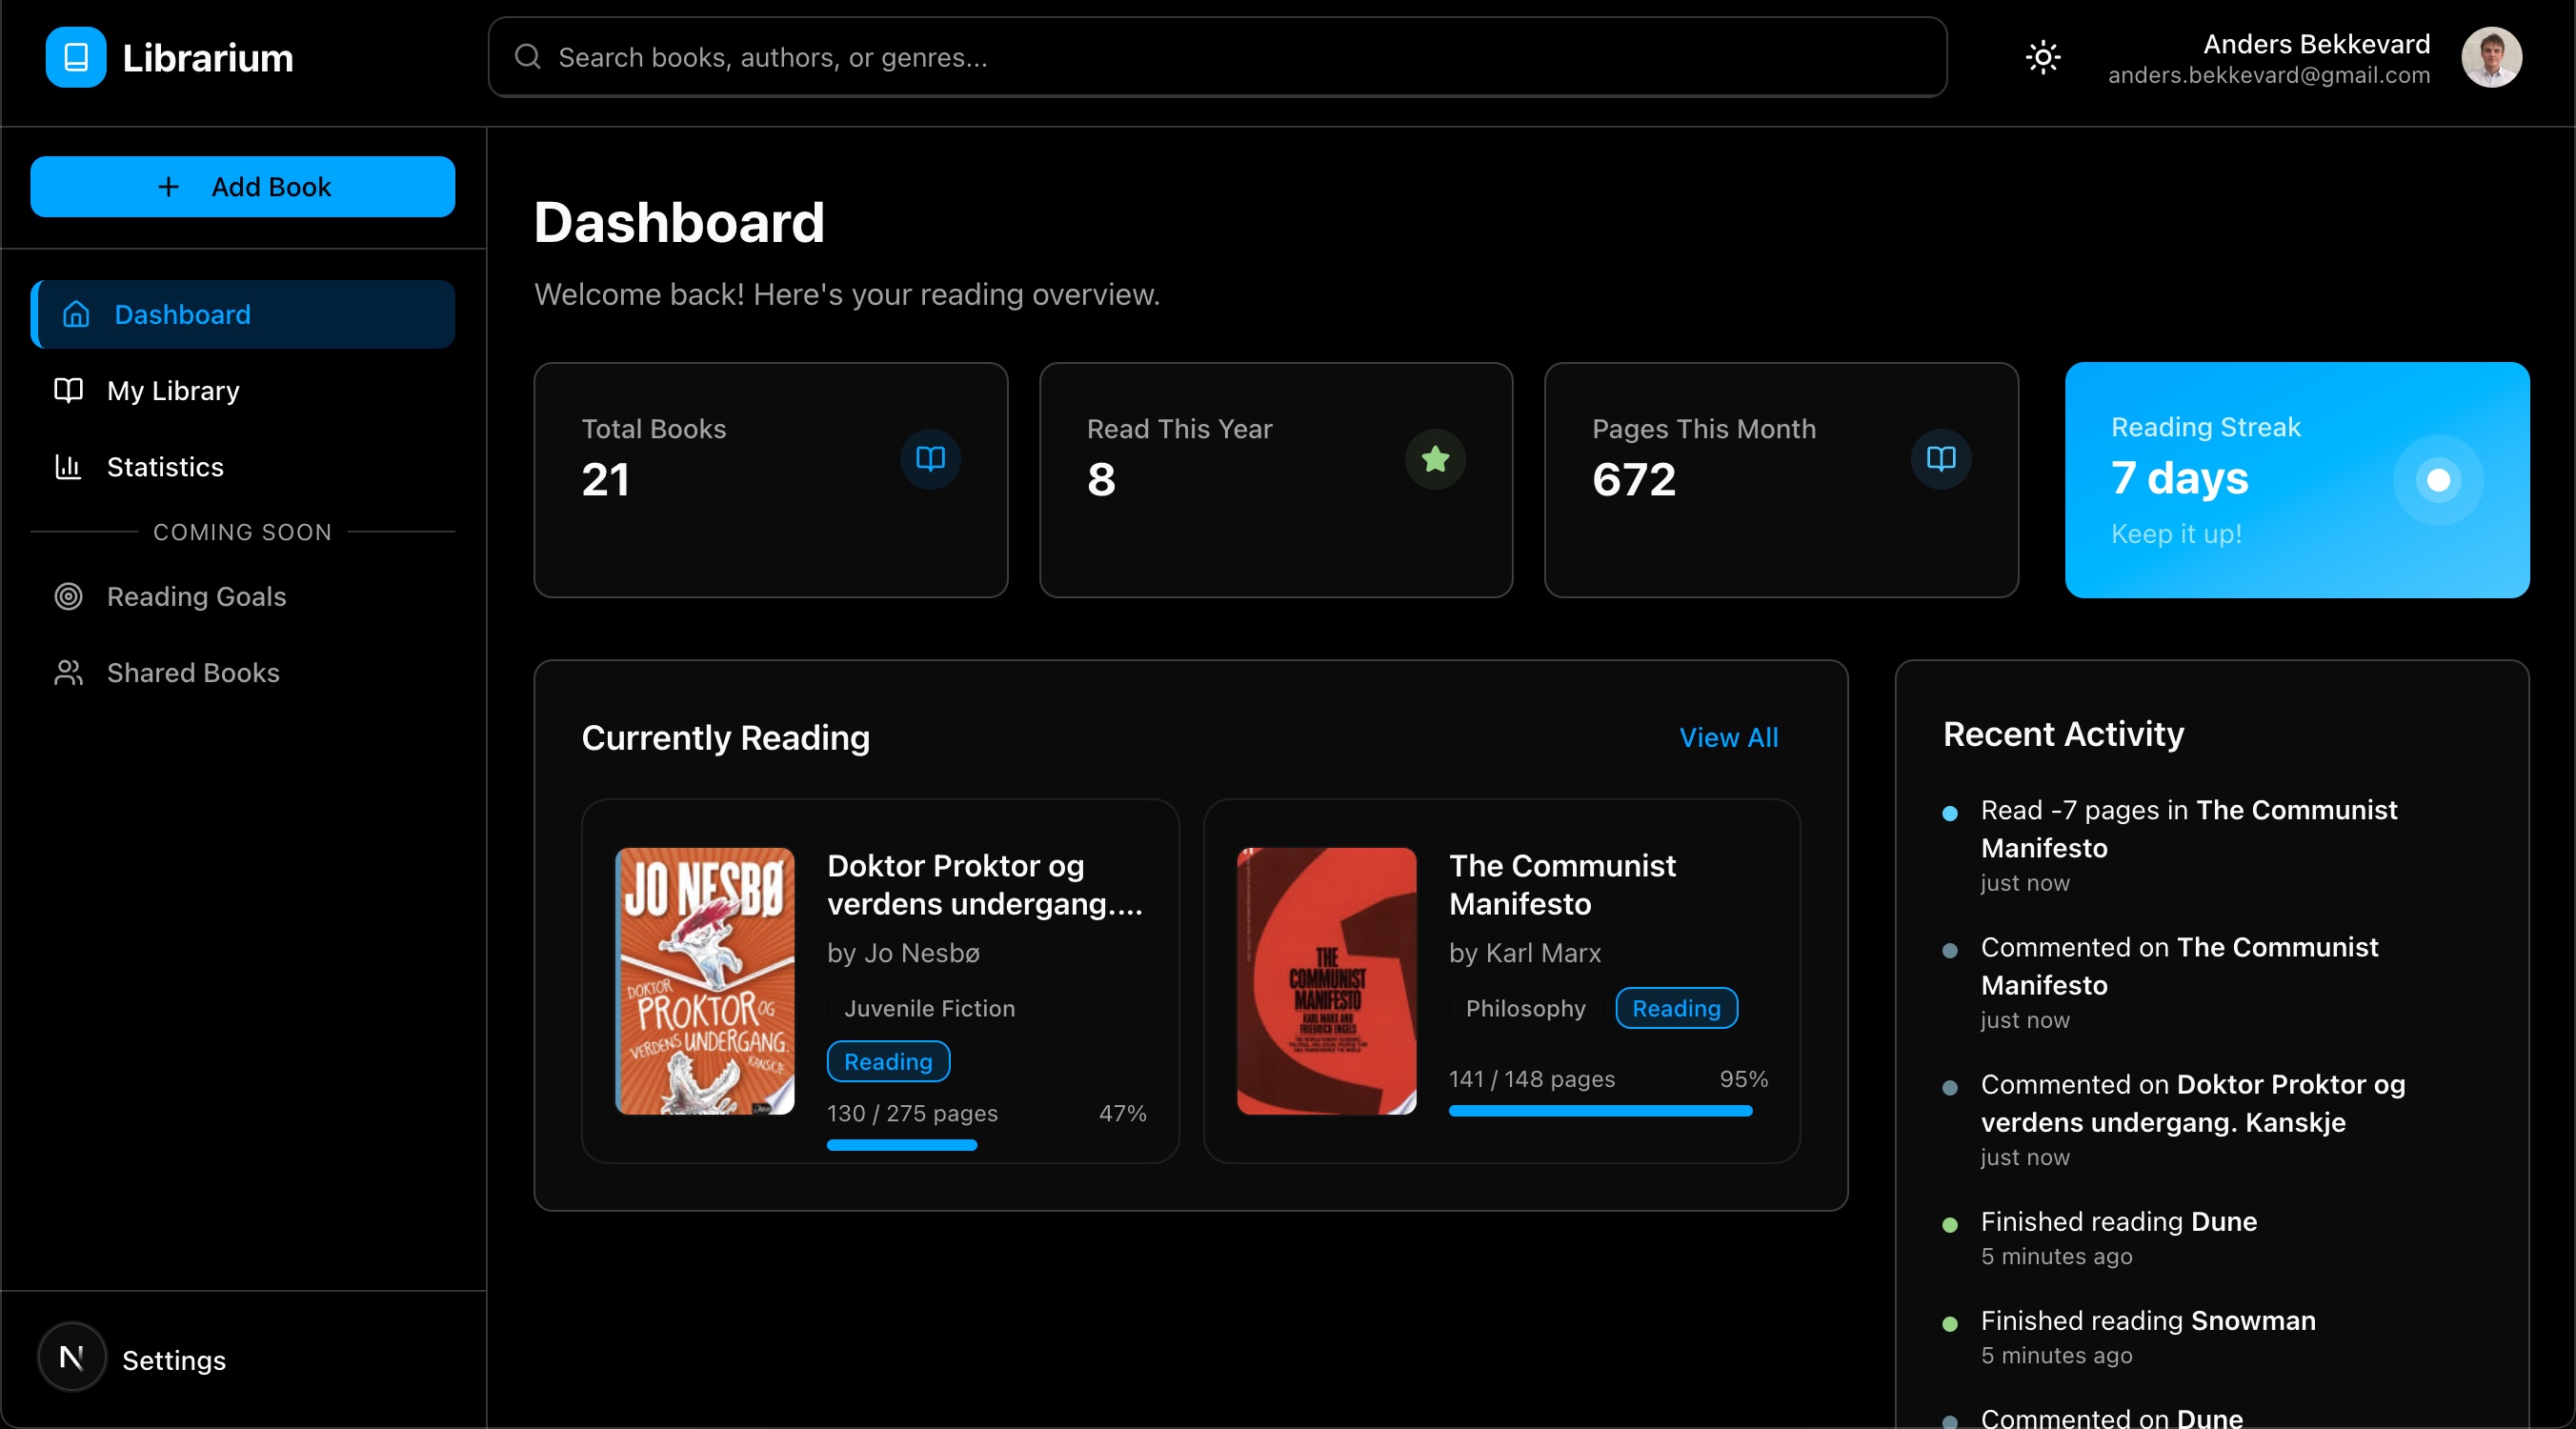 Librarium
Search books, authors, or genres...
Anders Bekkevard
anders.bekkevard@gmail.com
Add Book
Dashboard
My Library
Statistics
COMING SOON
Reading Goals
Shared Books
N
Settings
Dashboard
Welcome back! Here's your reading overview.
Total Books
21
Read This Year
8
Pages This Month
672
Reading Streak
7 days
Keep it up!
Currently Reading
View All
JO NESBØ
DOKTOR
PROKTOR OG
VERDENS UNDERGANG.
KANSKJE
Doktor Proktor og
verdens undergang....
by Jo Nesbø
Juvenile Fiction
Reading
130 / 275 pages
47%
THE
COMMUNIST
MANIFESTO
KARL MARX AND
FRIEDRICH ENGELS
The Communist
Manifesto
by Karl Marx
Philosophy
Reading
141 / 148 pages
95%
Recent Activity
Read -7 pages in The Communist
Manifesto
just now
Commented on The Communist
Manifesto
just now
Commented on Doktor Proktor og
verdens undergang. Kanskje
just now
Finished reading Dune
5 minutes ago
Finished reading Snowman
5 minutes ago
Commented on Dune